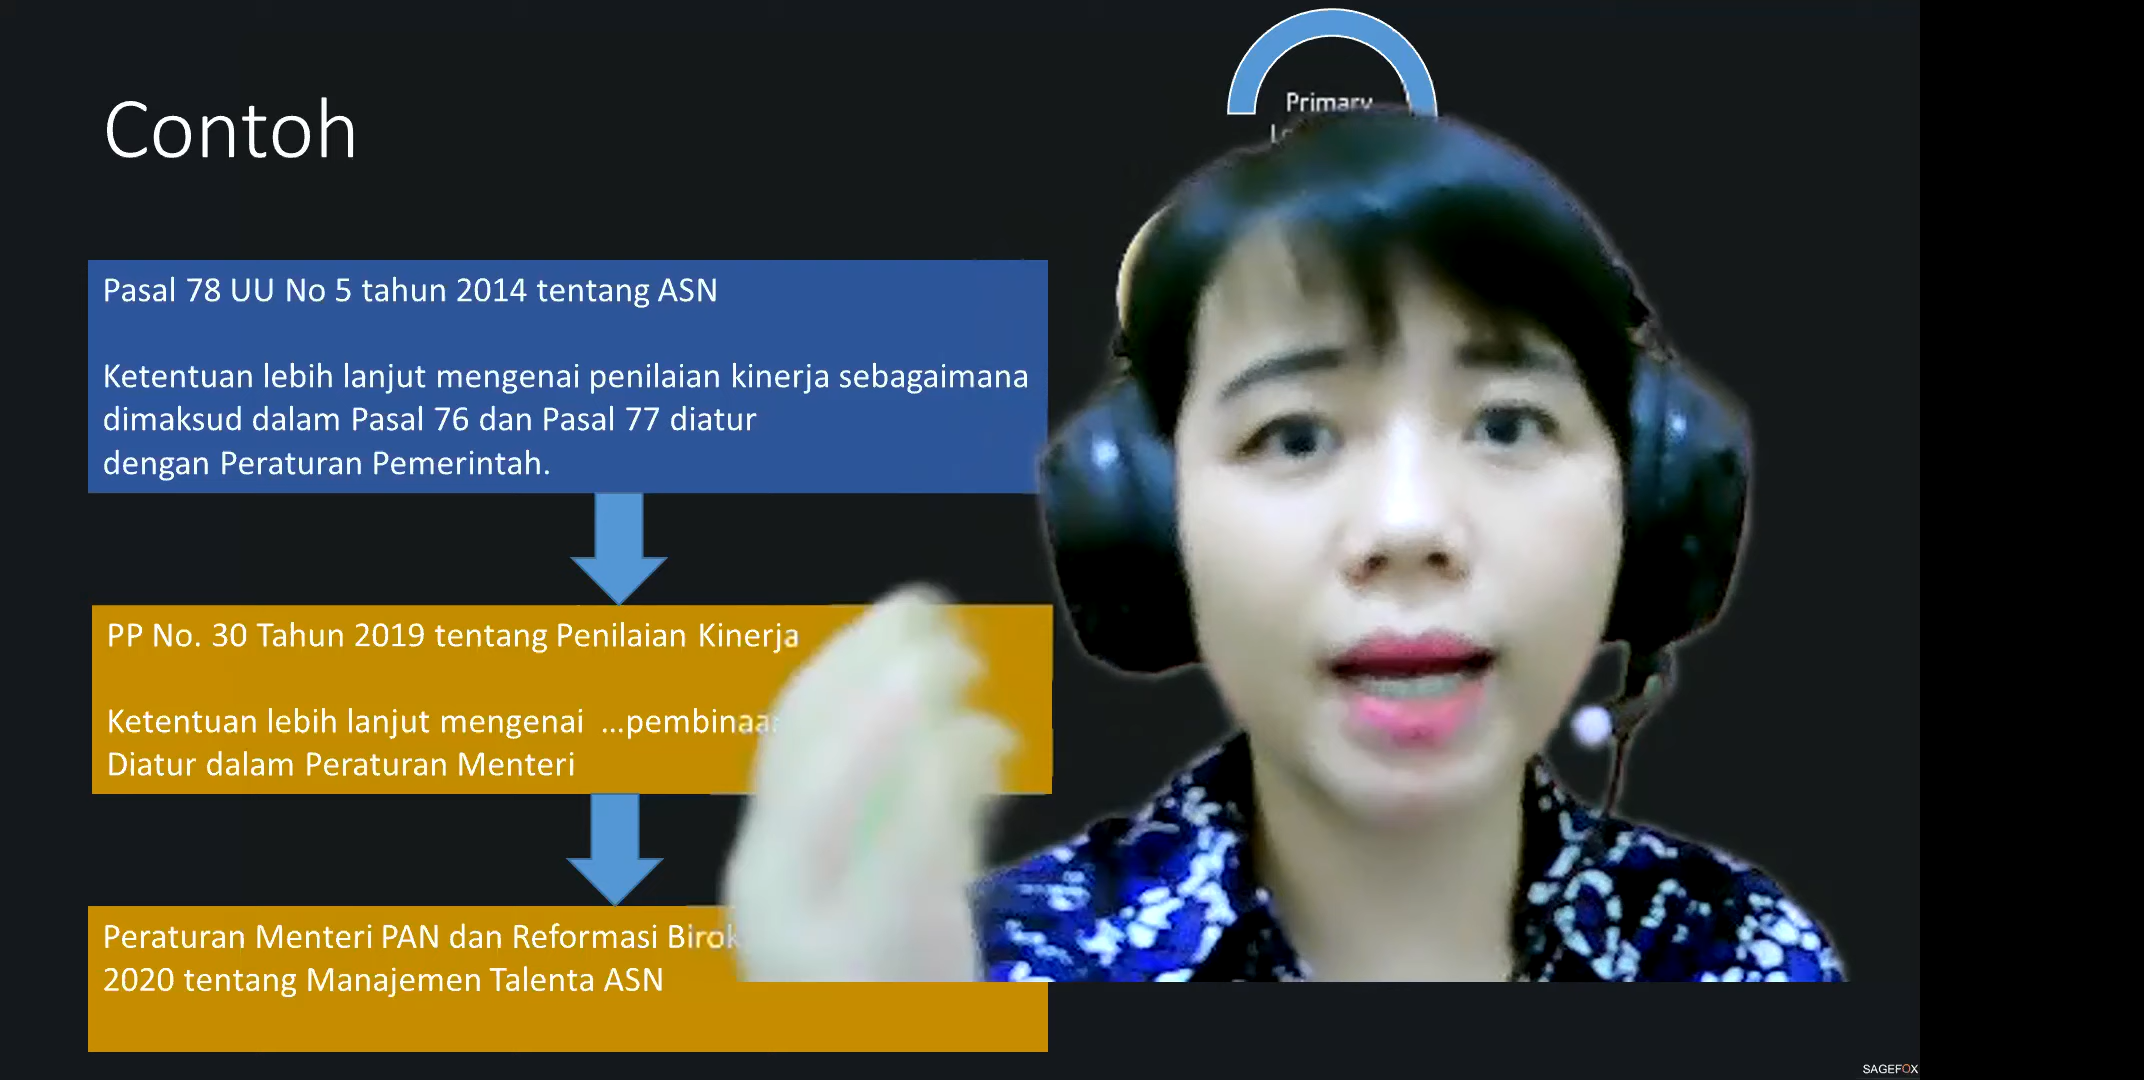 Contoh
Primary
Pasal 78 UU No 5 tahun 2014 tentang ASN
Ketentuan lebih lanjut mengenai penilaian kinerja sebagaimana
dimaksud dalam Pasal 76 dan Pasal 77 diatur
dengan Peraturan Pemerintah.
PP No. 30 Tahun 2019 tentang Penilaian Kinerja
Ketentuan lebih lanjut mengenai ...pembinaan
Diatur dalam Peraturan Menteri
Peraturan Menteri PAN dan Reformasi
2020 tentang Manajemen Talenta ASN
SAGEFOX